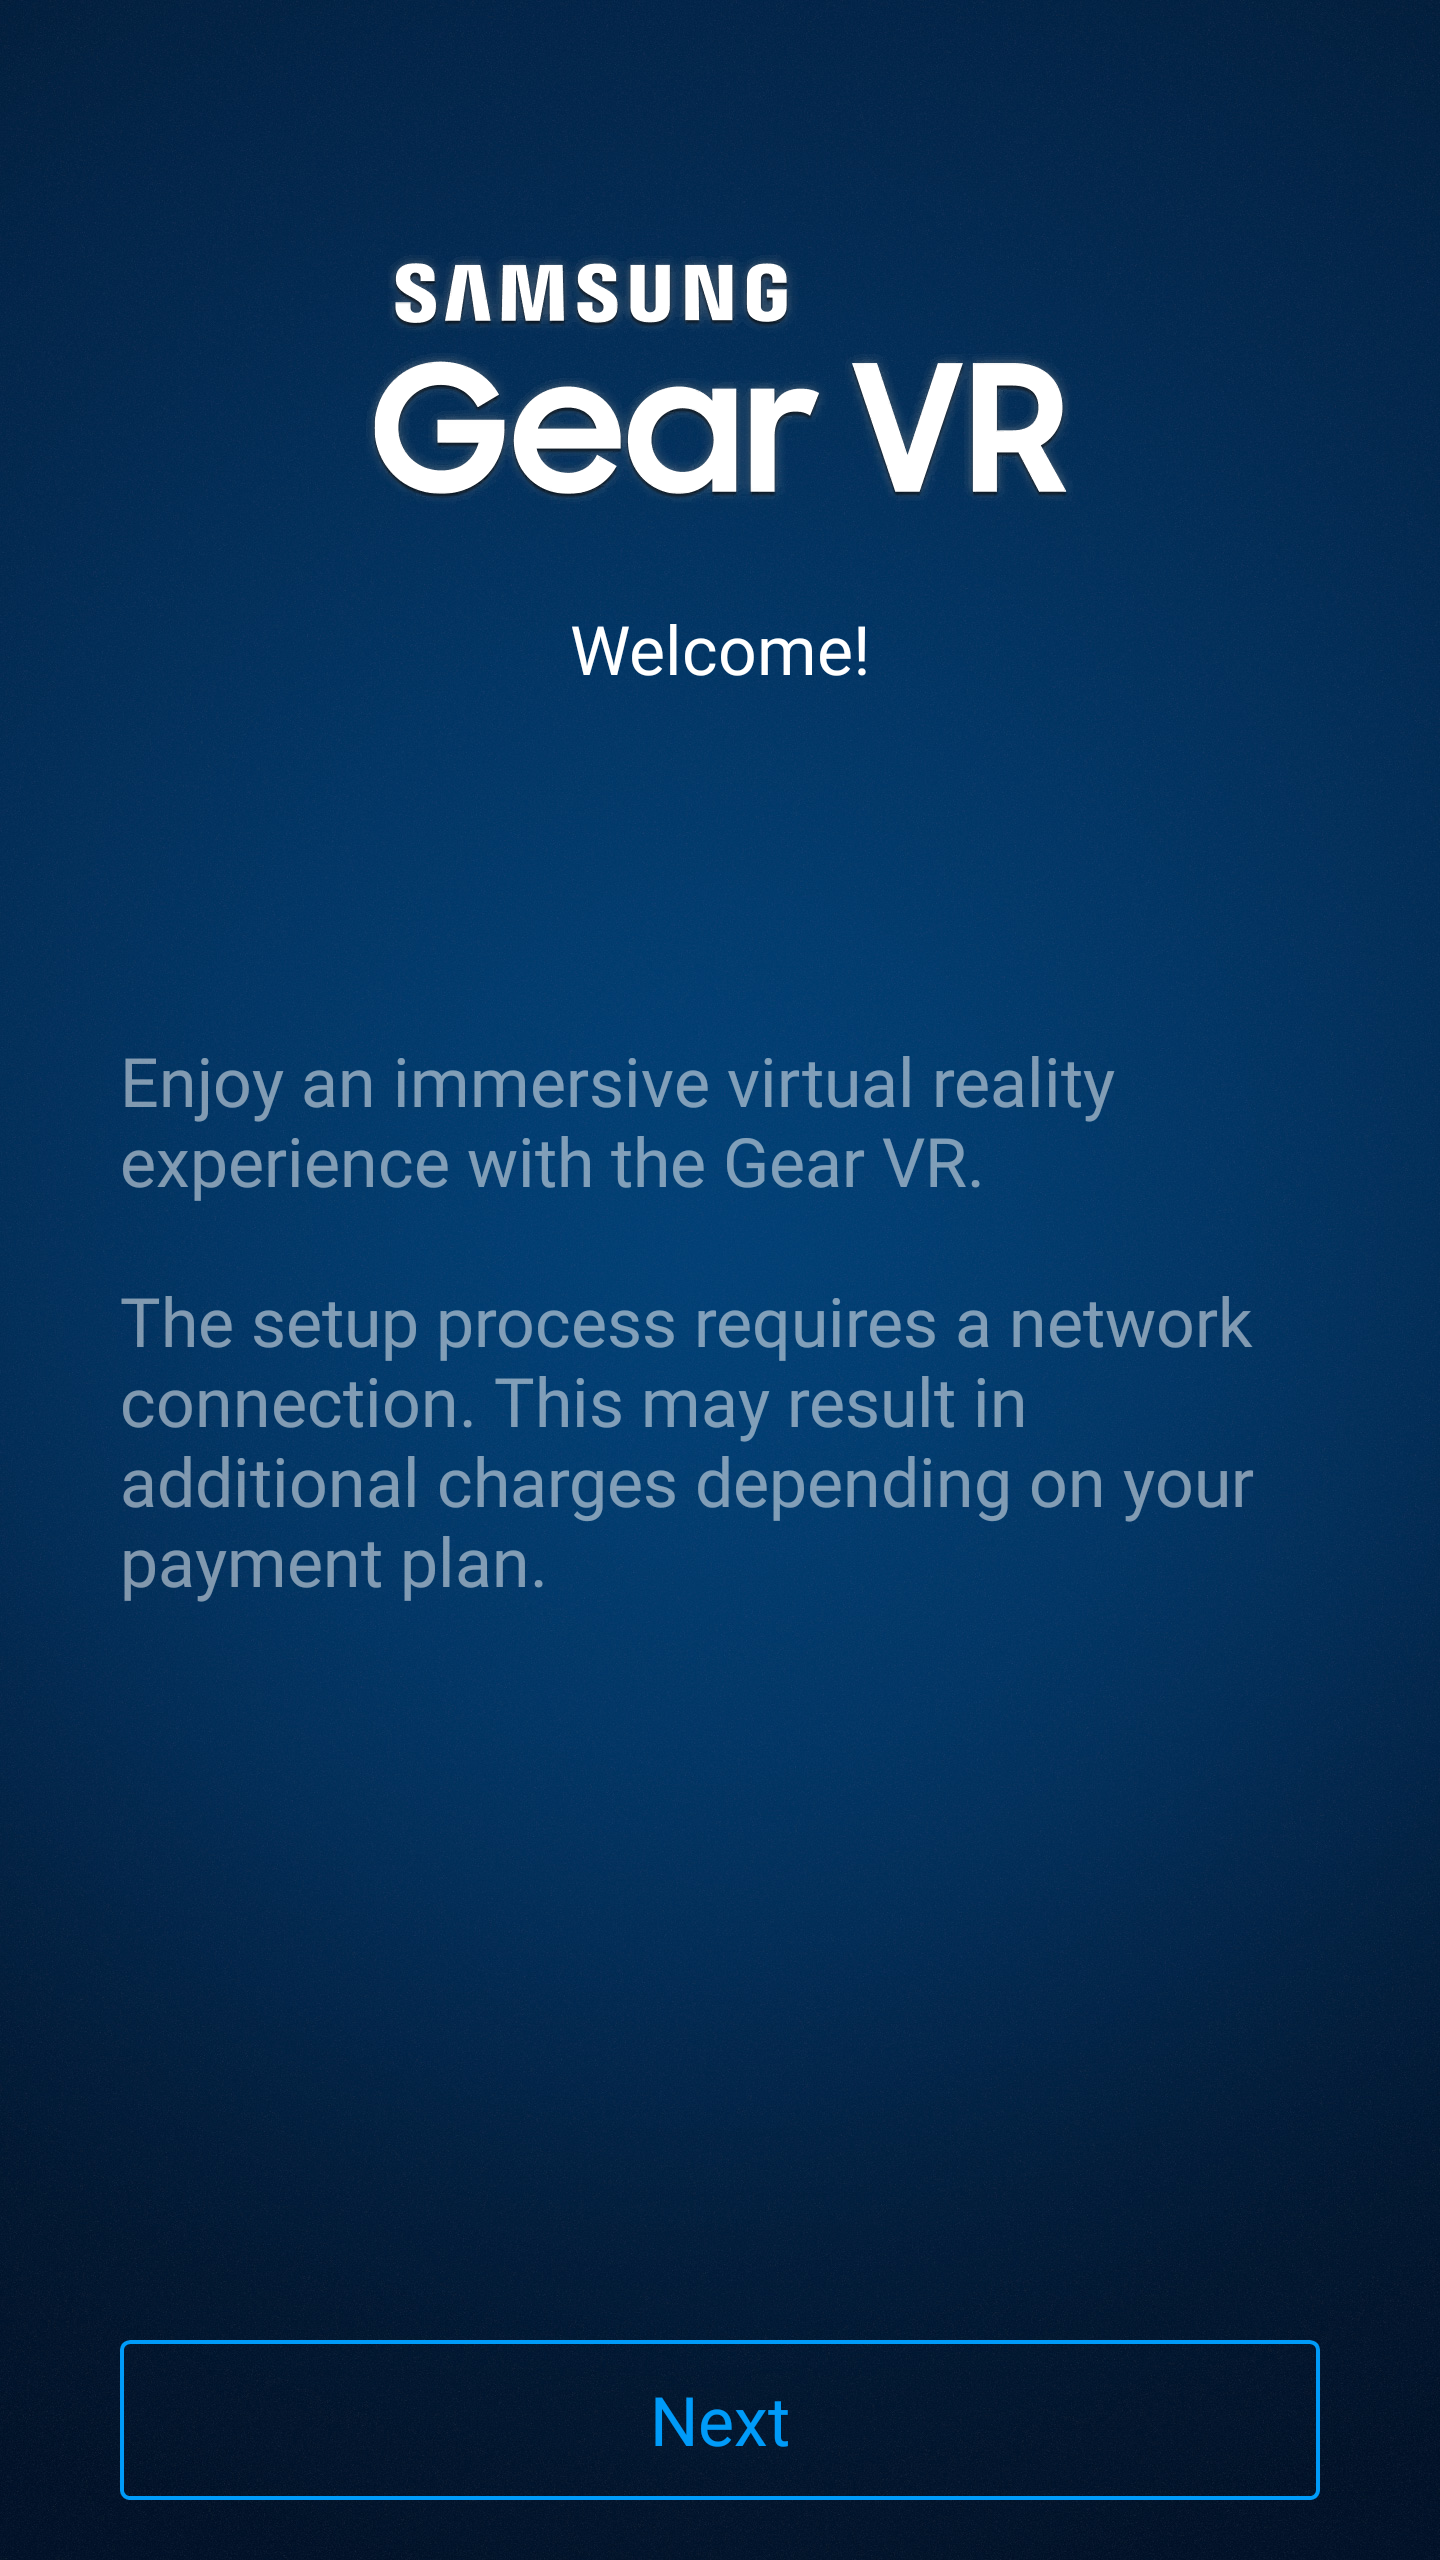 SAMSUNG
Gear VR
Welcome!
Enjoy an immersive virtual reality
experience with the Gear VR.
The setup process requires a network
connection. This may result in
additional charges depending on your
payment plan.
Next